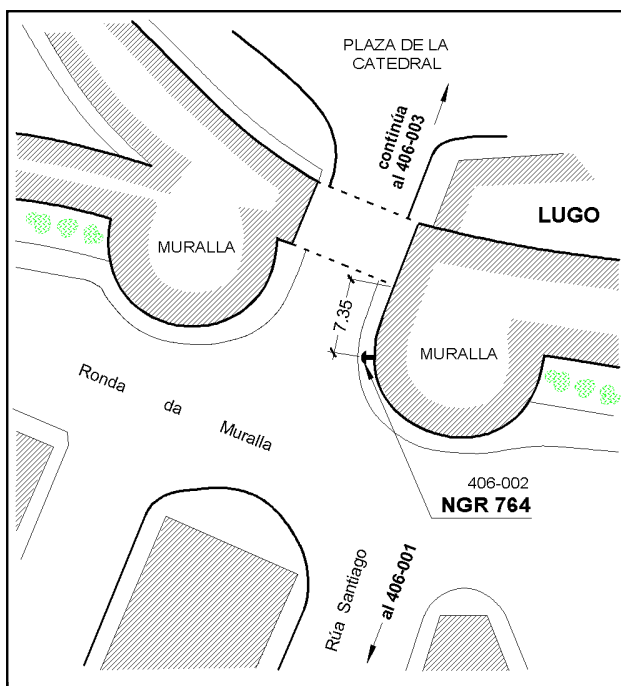 PLAZA DE LA
CATEDRAL
continúa
al 406-003
LUGO
MURALLA
7.35
MURALLA
Ronda da Muralla
406-002
NGR 764
Rúa Santiago
al 406-001